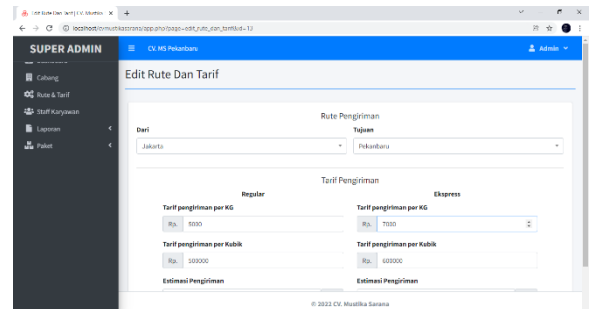 Edit Rute Dan Tarif | CV. Mustika
localhost/cvmustikasarana/app.php?page=edit_rute_dan_tarif&id=13
SUPER ADMIN
CV. MS Pekanbaru
Admin
Cabang
Rute & Tarif
Staff Karyawan
Laporan
Paket
Edit Rute Dan Tarif
Rute Pengiriman
Dari
Tujuan
Jakarta
Pekanbaru
Tarif Pengiriman
Regular
Ekspress
Tarif pengiriman per KG
Tarif pengiriman per KG
Rp. 5000
Rp. 7000
Tarif pengiriman per Kubik
Tarif pengiriman per Kubik
Rp. 500000
Rp. 600000
Estimasi Pengiriman
Estimasi Pengiriman
© 2022 CV. Mustika Sarana